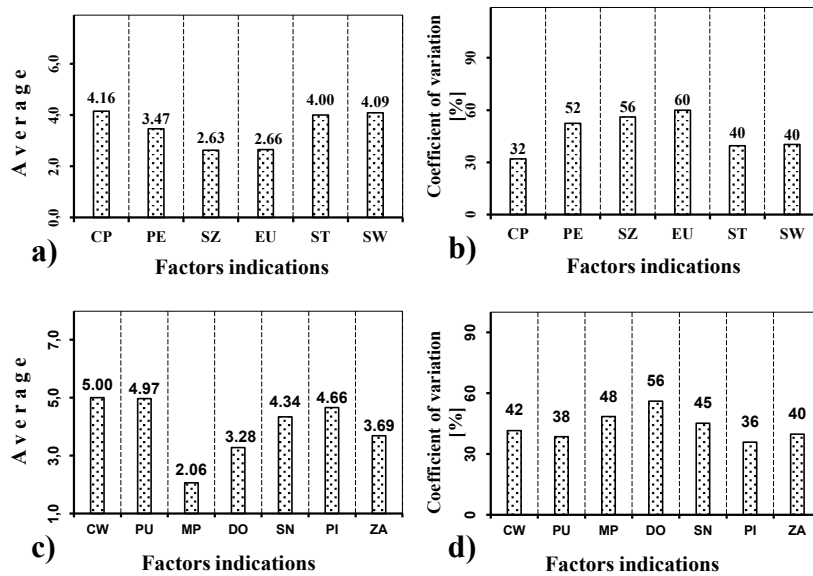 Average
6,0
4,0
2,0
0,0
4.16
3.47
2.63
2.66
4.00
4.09
CP PE SZ EU ST SW
a)
Factors indications
Coefficient of variation
[%]
90
60
30
0
32
52
56
60
40
40
CP PE SZ EU ST SW
b)
Factors indications
Average
7,0
5,0
3,0
1,0
5.00
4.97
2.06
3.28
4.34
4.66
3.69
CW PU MP DO SN PI ZA
c)
Factors indications
Coefficient of variation
[%]
90
60
30
0
42
38
48
56
45
36
40
CW PU MP DO SN PI ZA
d)
Factors indications